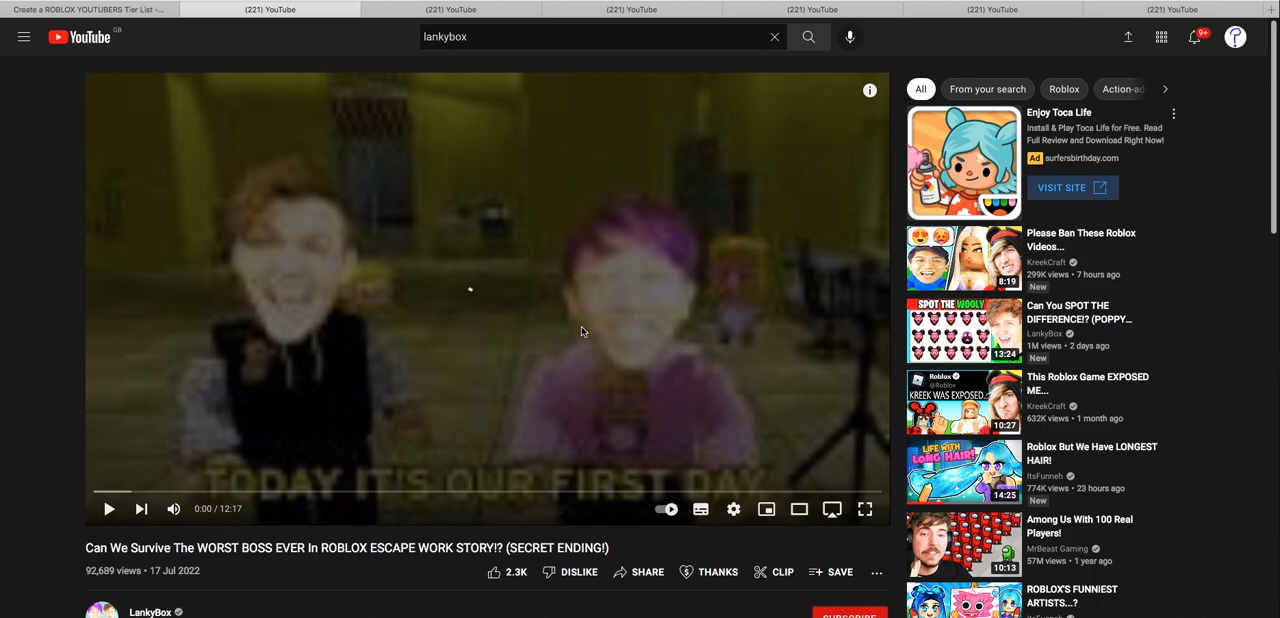 Create a ROBLOX YOUTUBERS Tier List -...
(221) YouTube
(221) YouTube
(221) YouTube
(221) YouTube
(221) YouTube
(221) YouTube
YouTube GB
lankybox
9+
TODAY IT'S OUR FIRST DAY
0:00 / 12:17
Can We Survive The WORST BOSS EVER In ROBLOX ESCAPE WORK STORY!? (SECRET ENDING!)
92,689 views • 17 Jul 2022
2.3K
DISLIKE
SHARE
THANKS
CLIP
SAVE
LankyBox
SUBSCRIBE
All
From your search
Roblox
Action-ad
Enjoy Toca Life
Install & Play Toca Life for Free. Read
Full Review and Download Right Now!
Ad surfersbirthday.com
VISIT SITE
8:19
Please Ban These Roblox
Videos...
KreekCraft
299K views • 7 hours ago
New
SPOT THE WOOLY
13:24
Can You SPOT THE
DIFFERENCE!? (POPPY...
LankyBox
1M views • 2 days ago
New
Roblox
@Roblox
KREEK WAS EXPOSED
10:27
This Roblox Game EXPOSED
ME...
KreekCraft
632K views • 1 month ago
LIFE WITH
LONG HAIR!
14:25
Roblox But We Have LONGEST
HAIR!
ItsFunneh
774K views • 23 hours ago
New
10:13
Among Us With 100 Real
Players!
MrBeast Gaming
57M views • 1 year ago
ROBLOX'S FUNNIEST
ARTISTS...?
ItsFunneh